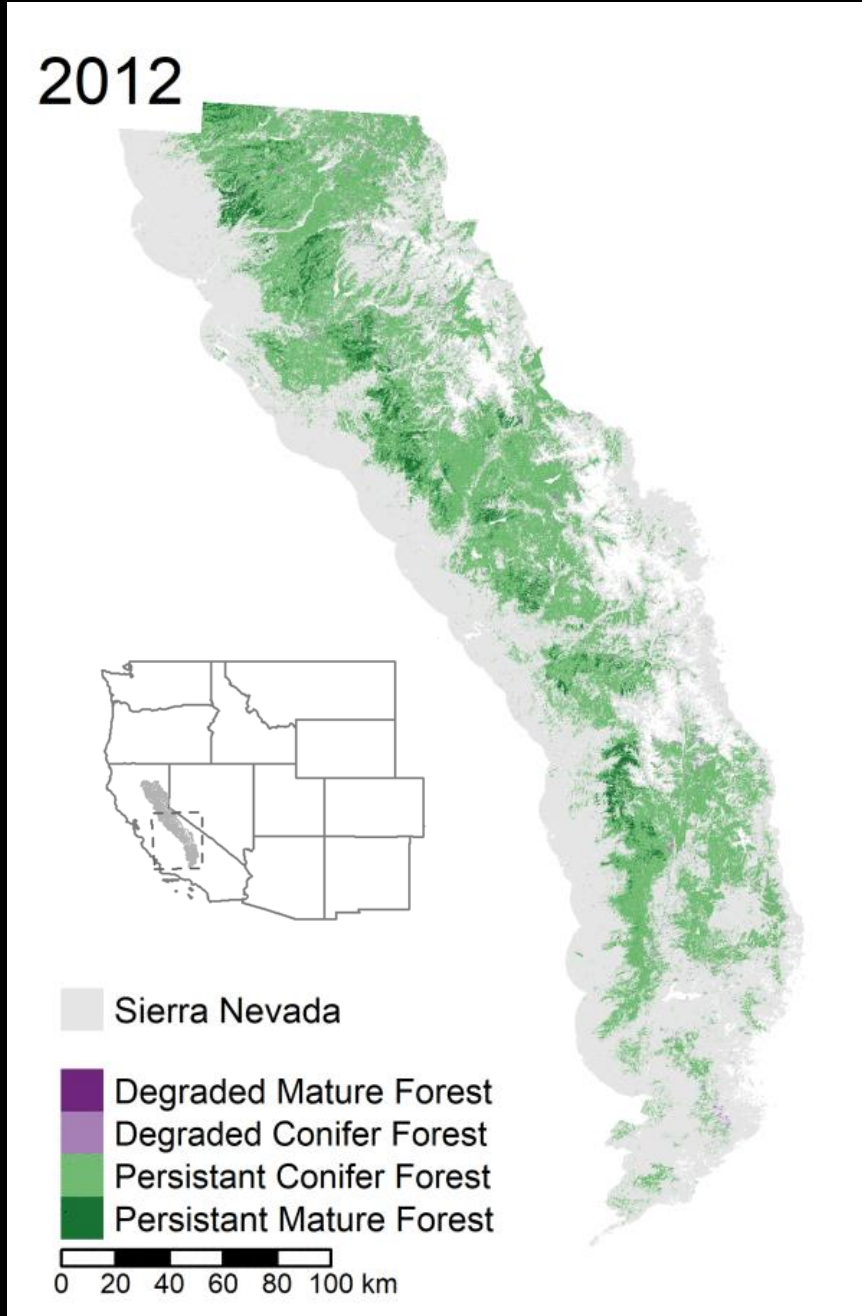 2012
Sierra Nevada
Degraded Mature Forest
Degraded Conifer Forest
Persistant Conifer Forest
Persistant Mature Forest
0 20 40 60 80 100 km